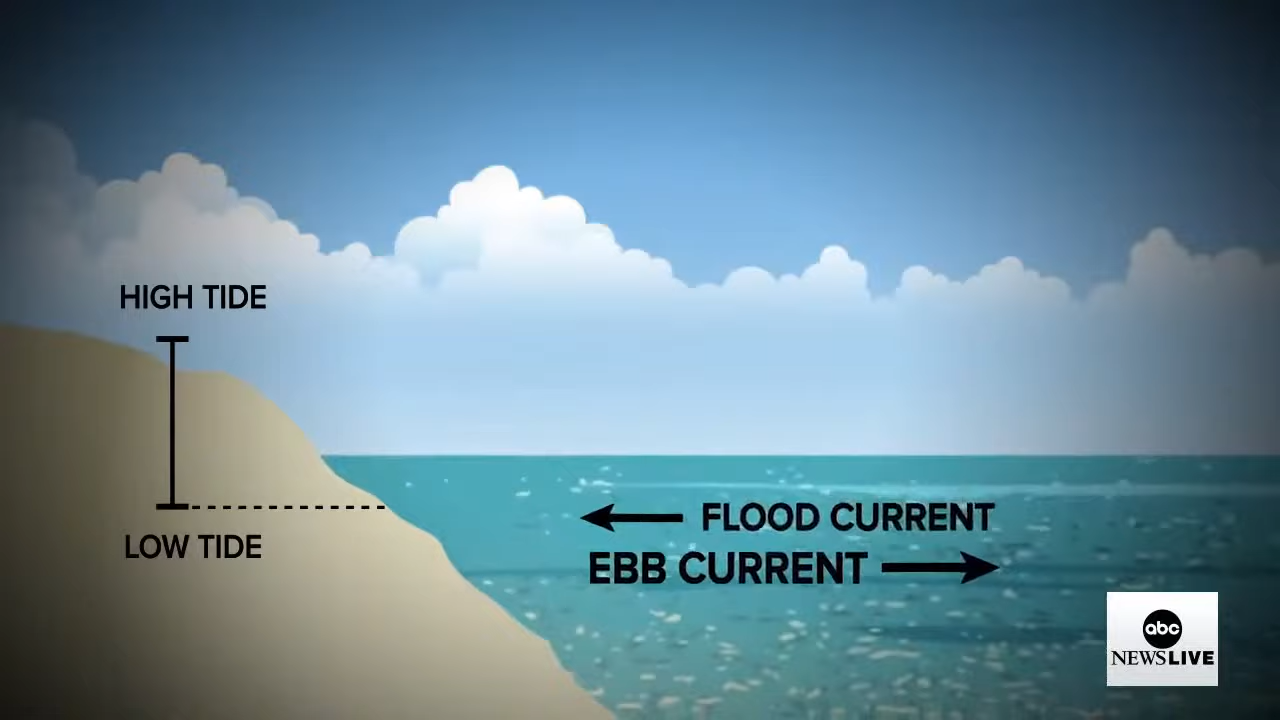 HIGH TIDE
LOW TIDE
FLOOD CURRENT
EBB CURRENT
abc
NEWSLIVE